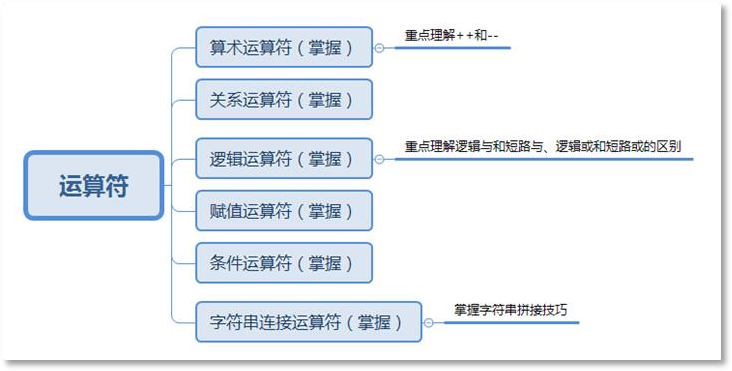 运算符
算术运算符（掌握）
重点理解++和--
关系运算符（掌握）
逻辑运算符（掌握）
重点理解逻辑与和短路与、逻辑或和短路或的区别
赋值运算符（掌握）
条件运算符（掌握）
字符串连接运算符（掌握）
掌握字符串拼接技巧